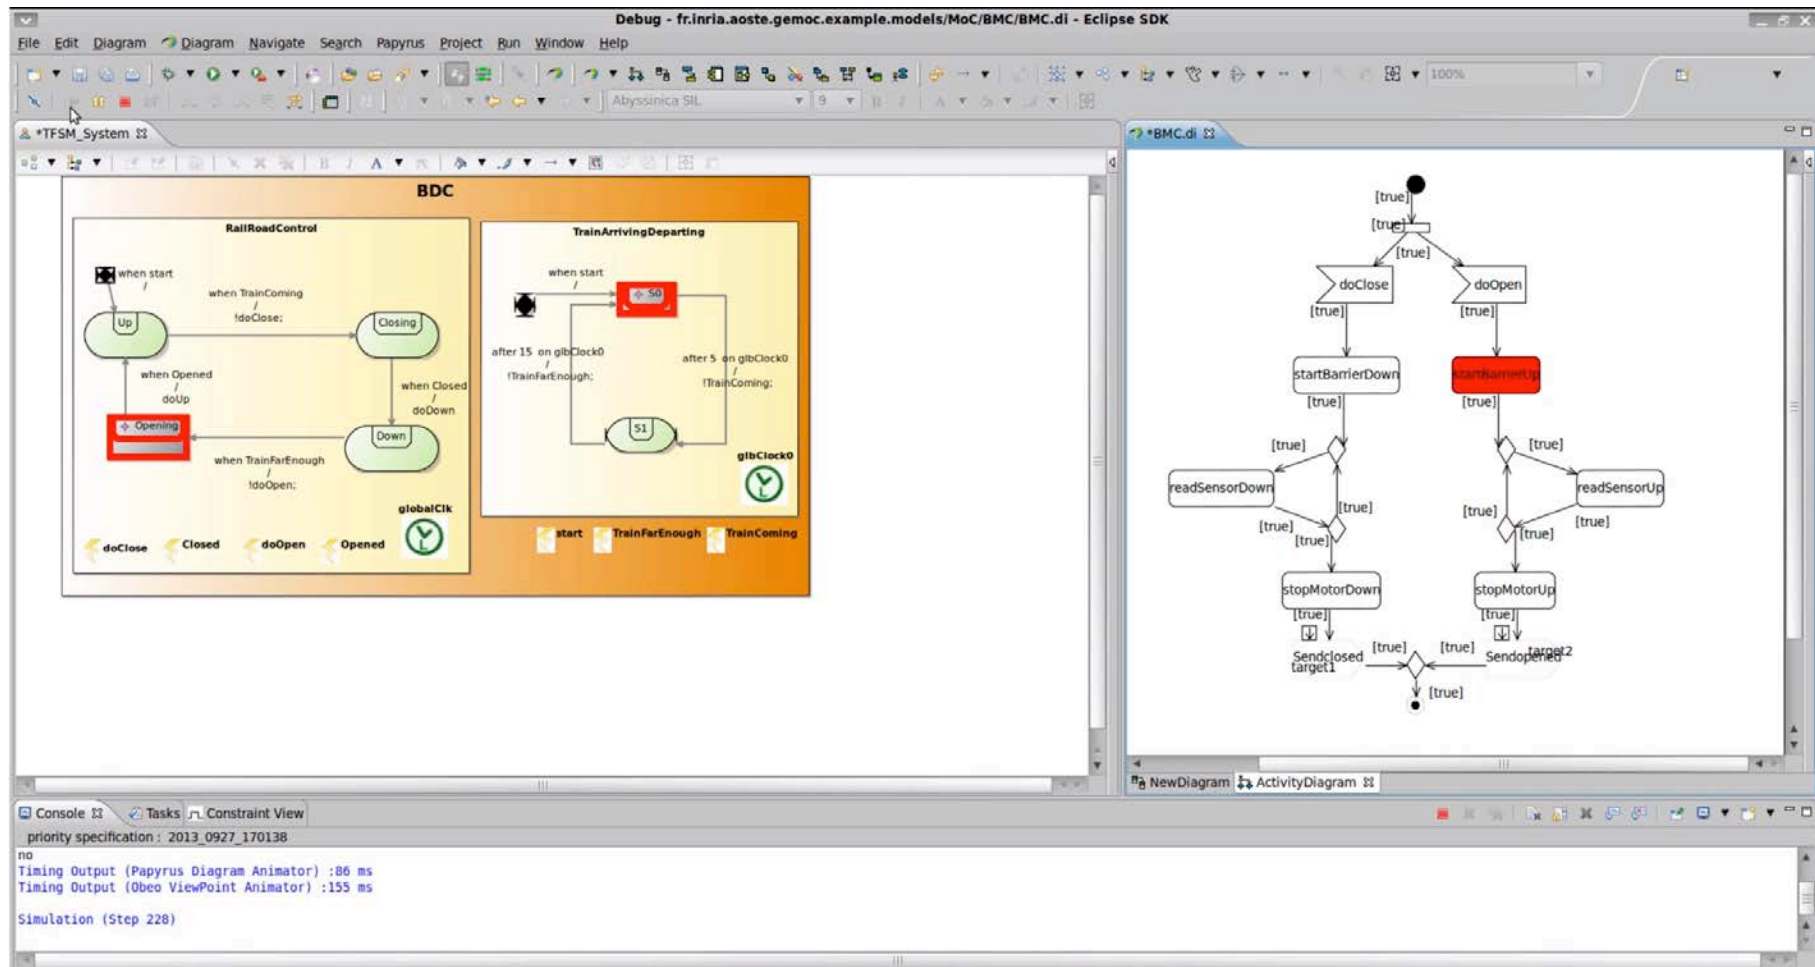 Debug - fr.inria.aoste.gemoc.example.models/MoC/BMC/BMC.di - Eclipse SDK
File Edit Diagram Diagram Navigate Search Papyrus Project Run Window Help
100%
Abyssinica SIL 9
*TFSM_System
BDC
RailRoadControl
when start
/
when TrainComing
/
!doClose;
Up
Closing
when Opened
/
doUp
when Closed
/
doDown
Opening
Down
when TrainFarEnough
/
!doOpen;
globalClk
doClose Closed doOpen Opened
TrainArrivingDeparting
when start
/
S0
after 15 on glbClock0
/
!TrainFarEnough;
after 5 on glbClock0
/
!TrainComing;
S1
glbClock0
start TrainFarEnough TrainComing
*BMC.di
[true]
[true]
[true]
doClose doOpen
[true] [true]
startBarrierDown startBarrierUp
[true] [true]
[true] [true]
readSensorDown readSensorUp
[true] [true]
[true] [true]
[true] [true]
stopMotorDown stopMotorUp
[true] [true]
Sendclosed [true] [true] Sendopened target2
target1
[true]
NewDiagram ActivityDiagram
Console Tasks Constraint View
priority specification : 2013_0927_170138
no
Timing Output (Papyrus Diagram Animator) :86 ms
Timing Output (Obeo ViewPoint Animator) :155 ms
Simulation (Step 228)